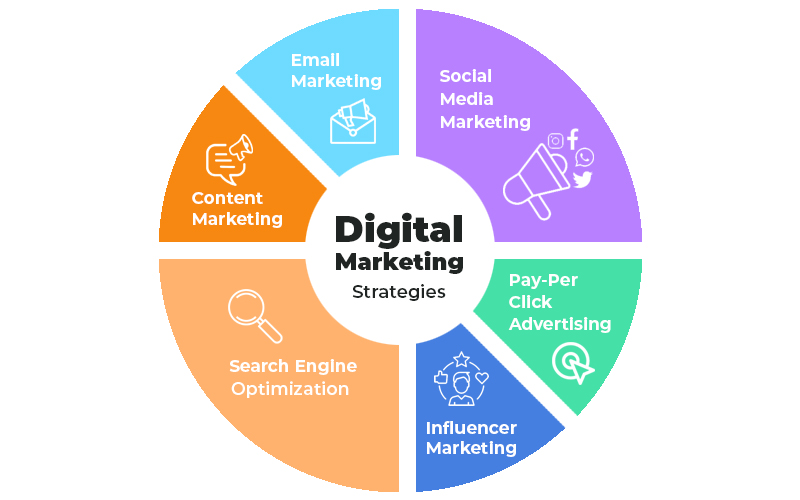 Digital
Marketing
Strategies
Email
Marketing
Social
Media
Marketing
Content
Marketing
Pay-Per
Click
Advertising
Search Engine
Optimization
Influencer
Marketing